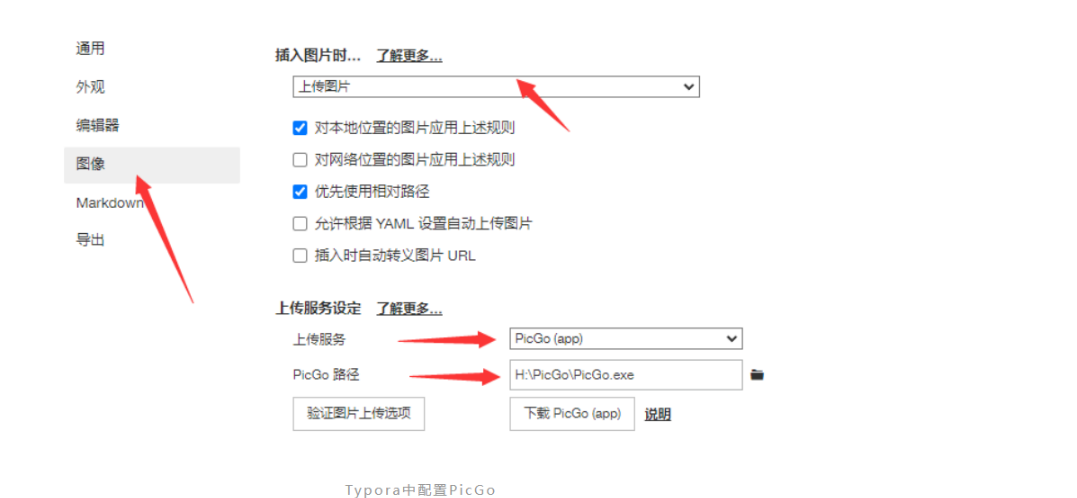 通用
外观
编辑器
图像
Markdown
导出
插入图片时... 了解更多...
上传图片
对本地位置的图片应用上述规则
对网络位置的图片应用上述规则
优先使用相对路径
允许根据 YAML 设置自动上传图片
插入时自动转义图片 URL
上传服务设定 了解更多...
上传服务 PicGo (app)
PicGo 路径 H:\PicGo\PicGo.exe
验证图片上传选项 下载 PicGo (app) 说明
Typora中配置PicGo